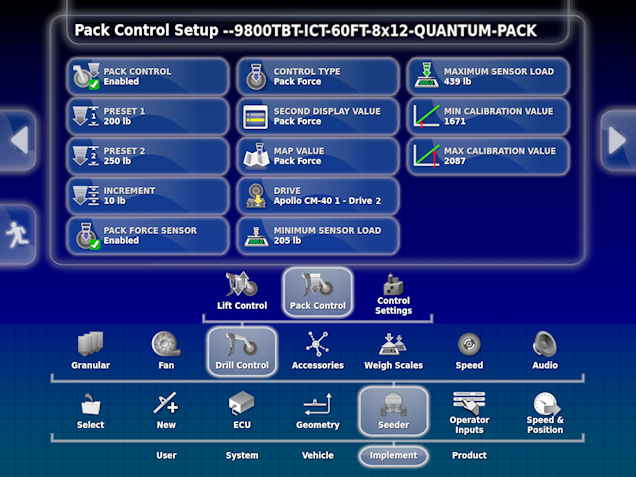 Pack Control Setup --9800TBT-ICT-60FT-8x12-QUANTUM-PACK
PACK CONTROL
Enabled
CONTROL TYPE
Pack Force
MAXIMUM SENSOR LOAD
439 lb
PRESET 1
200 lb
SECOND DISPLAY VALUE
Pack Force
MIN CALIBRATION VALUE
1671
PRESET 2
250 lb
MAP VALUE
Pack Force
MAX CALIBRATION VALUE
2087
INCREMENT
10 lb
DRIVE
Apollo CM-40 1 - Drive 2
PACK FORCE SENSOR
Enabled
MINIMUM SENSOR LOAD
205 lb
Lift Control
Pack Control
Control
Settings
Granular
Fan
Drill Control
Accessories
Weigh Scales
Speed
Audio
Select
New
ECU
Geometry
Seeder
Operator
Inputs
Speed &
Position
User
System
Vehicle
Implement
Product